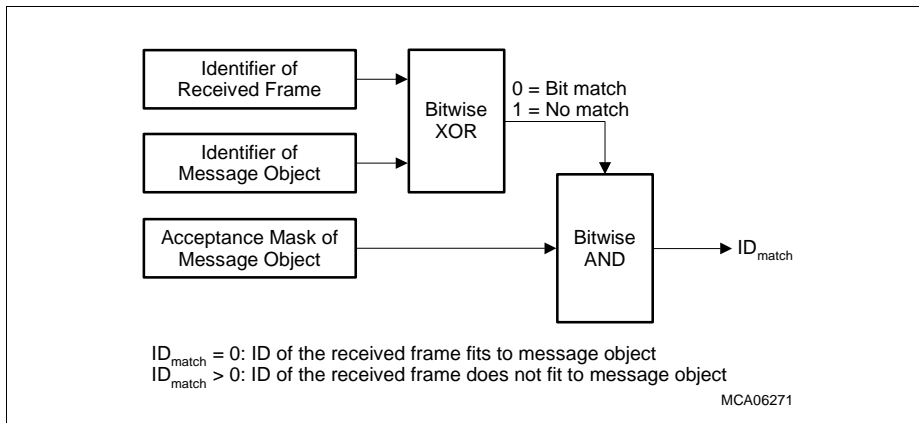 Identifier of
Received Frame
Identifier of
Message Object
Acceptance Mask of
Message Object
Bitwise
XOR
0 = Bit match
1 = No match
Bitwise
AND
IDmatch
IDmatch = 0: ID of the received frame fits to message object
IDmatch > 0: ID of the received frame does not fit to message object
MCA06271